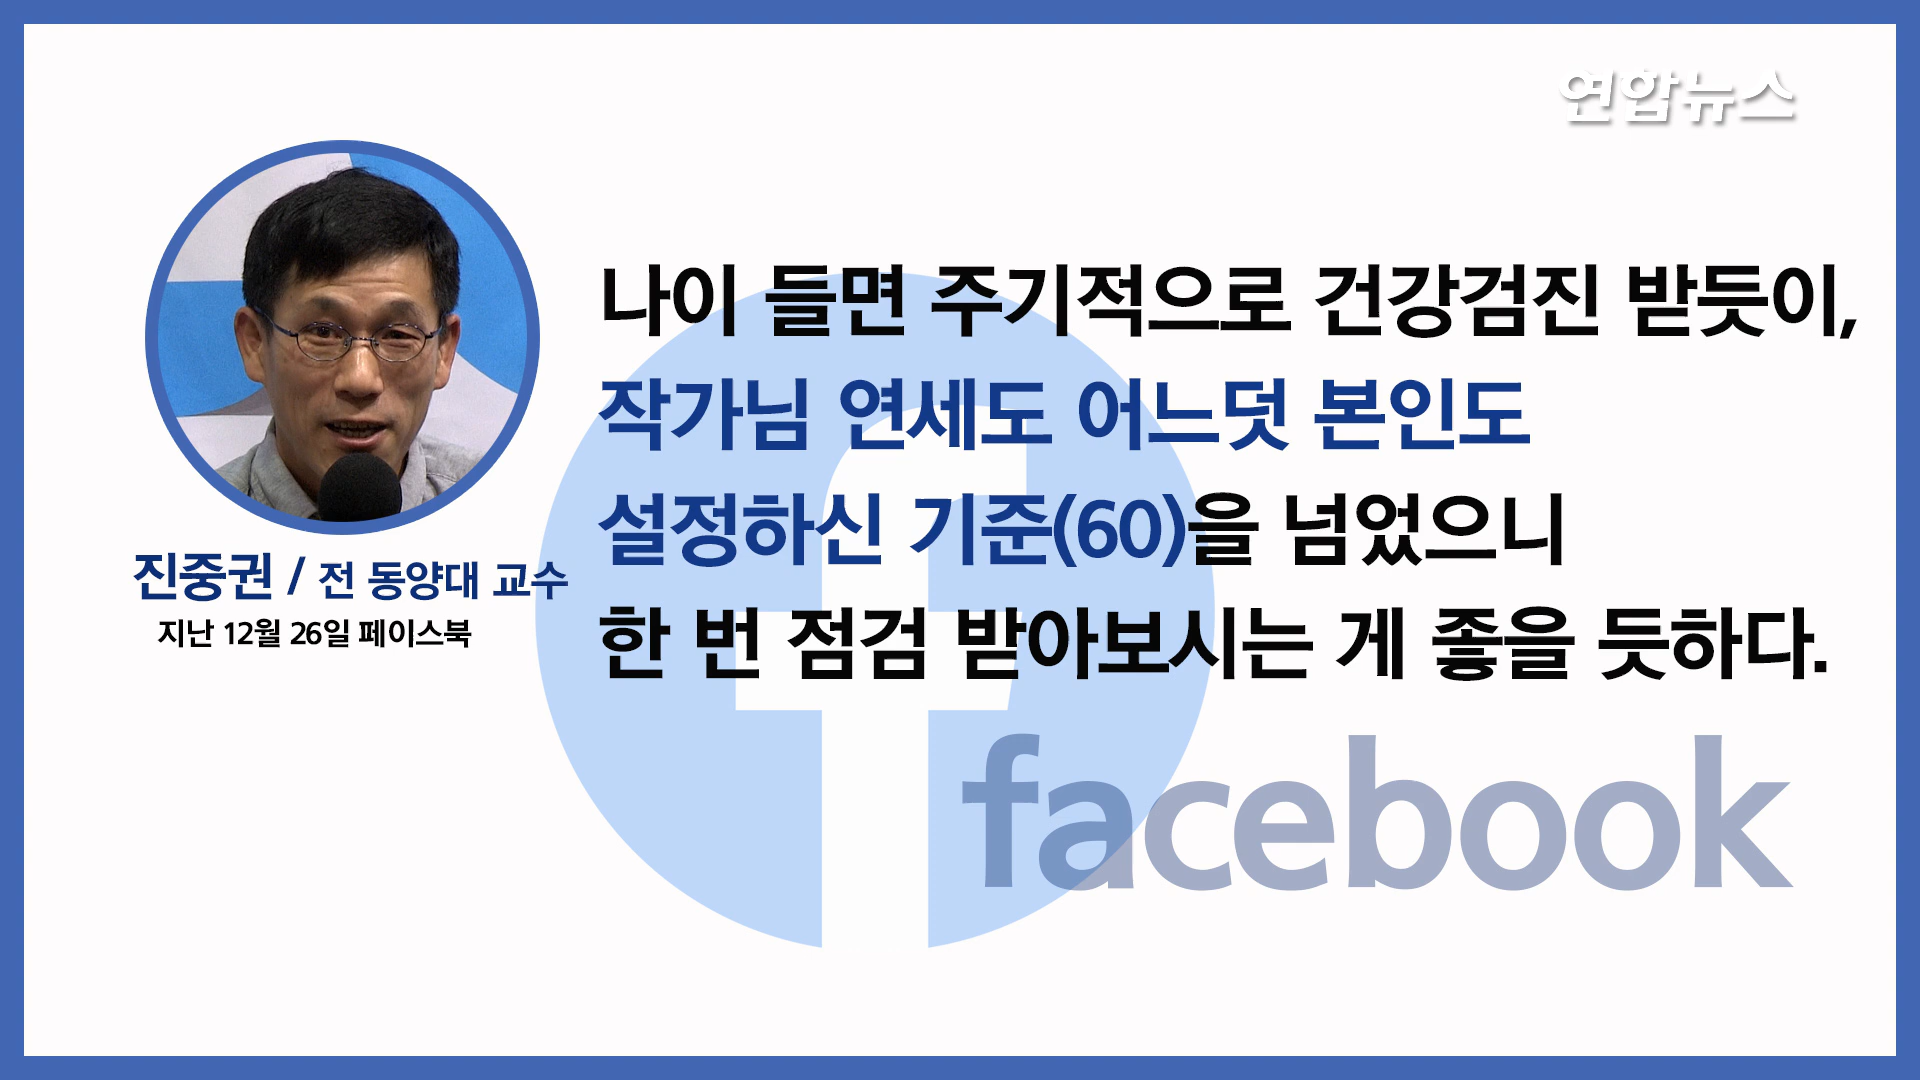 연합뉴스
나이 들면 주기적으로 건강검진 받듯이,
작가님 연세도 어느덧 본인도
설정하신 기준(60)을 넘었으니
한 번 점검 받아보시는 게 좋을 듯하다.
진중권 / 전 동양대 교수
지난 12월 26일 페이스북
facebook